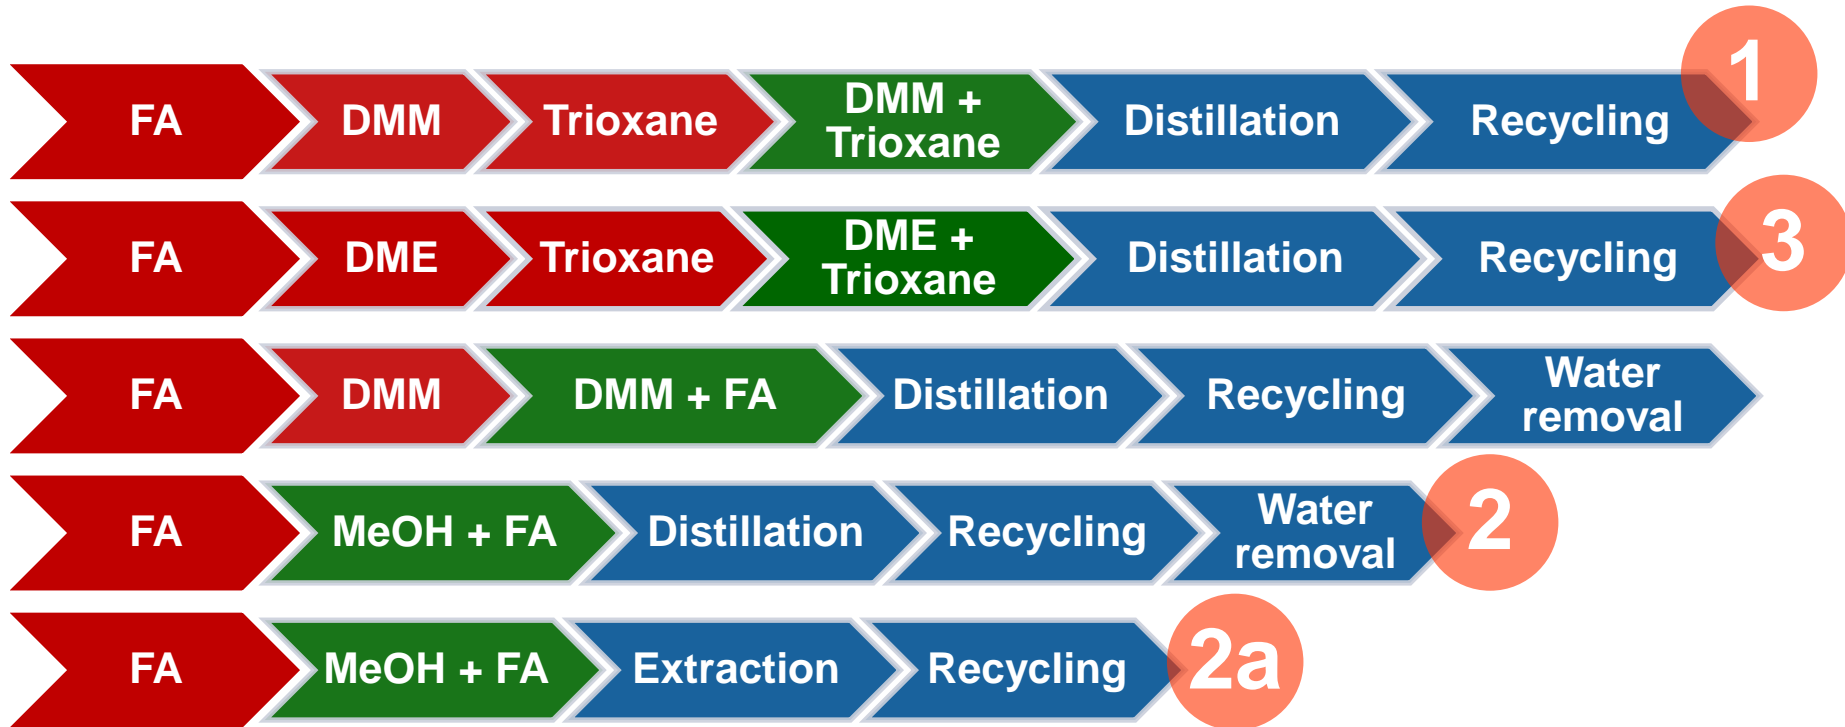 FA DMM Trioxane DMM + Trioxane Distillation Recycling 1
FA DME Trioxane DME + Trioxane Distillation Recycling 3
FA DMM DMM + FA Distillation Recycling Water removal
FA MeOH + FA Distillation Recycling Water removal 2
FA MeOH + FA Extraction Recycling 2a